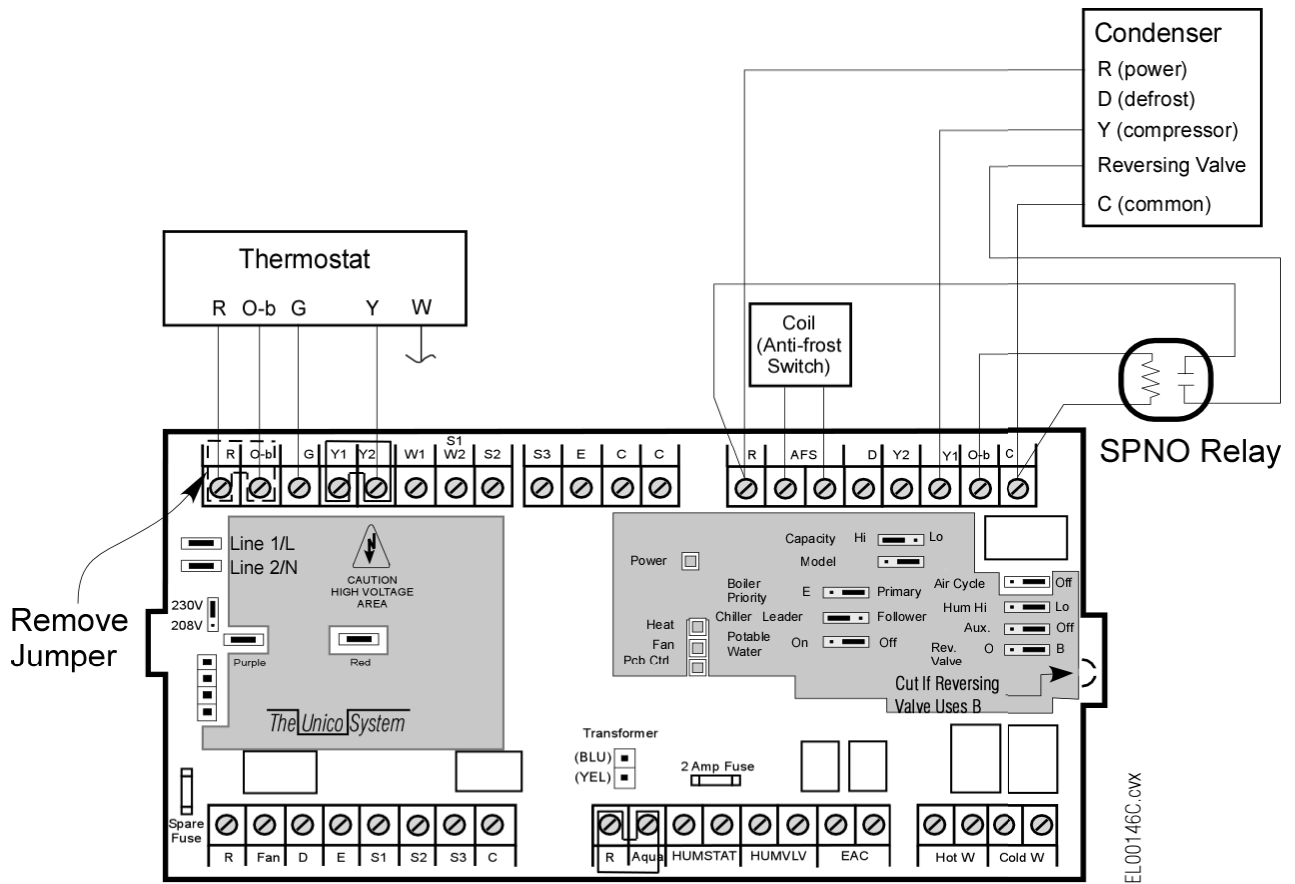 Condenser
R (power)
D (defrost)
Y (compressor)
Reversing Valve
C (common)
Thermostat
R O-b G Y W
Coil
(Anti-frost
Switch)
SPNO Relay
R O-b G Y1 Y2 W1 S1 W2 S2
S3 E C C
R AFS D Y2 Y1 O-b C
Remove
Jumper
Line 1/L
Line 2/N
230V
208V
CAUTION
HIGH VOLTAGE
AREA
Purple
Red
The Unico System
Power
Heat
Fan
Pcb Ctrl
Capacity Hi Lo
Model
Boiler
Priority E Primary
Chiller Leader Follower
Potable
Water On Off
Air Cycle Off
Hum Hi Lo
Aux. Off
Rev.
Valve O B
Cut If Reversing
Valve Uses B
Transformer
(BLU)
(YEL)
2 Amp Fuse
Spare
Fuse
R Fan D E S1 S2 S3 C
R Aqua HUMSTAT HUMVLV EAC
Hot W Cold W
EL00146C.cvx